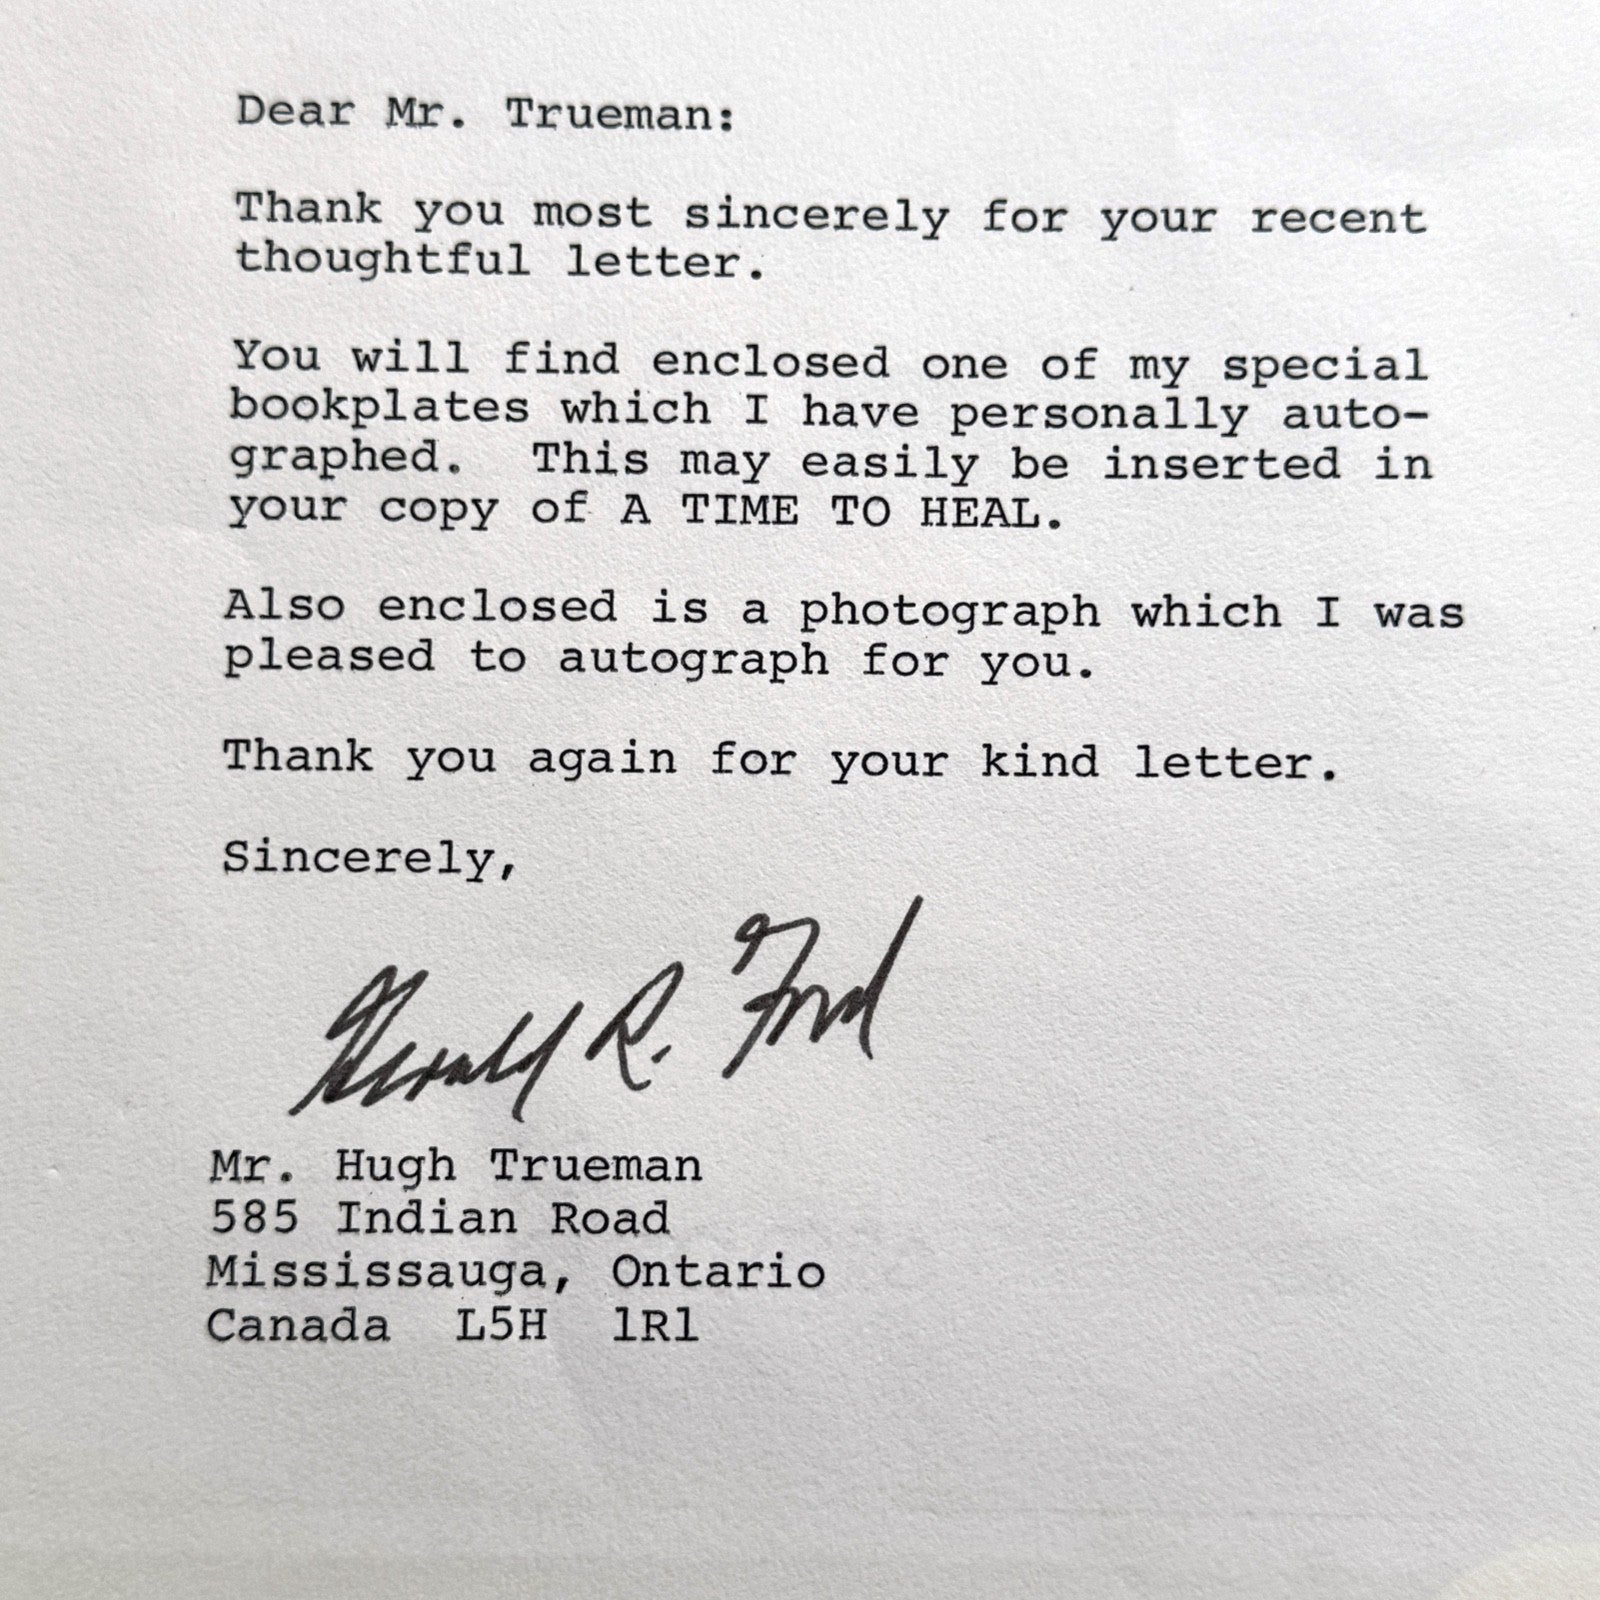 Dear Mr. Trueman:
Thank you most sincerely for your recent
thoughtful letter.
You will find enclosed one of my special
bookplates which I have personally auto-
graphed.  This may easily be inserted in
your copy of A TIME TO HEAL.
Also enclosed is a photograph which I was
pleased to autograph for you.
Thank you again for your kind letter.
Sincerely,
Gerald R. Ford
Mr. Hugh Trueman
585 Indian Road
Mississauga, Ontario
Canada  L5H  1R1